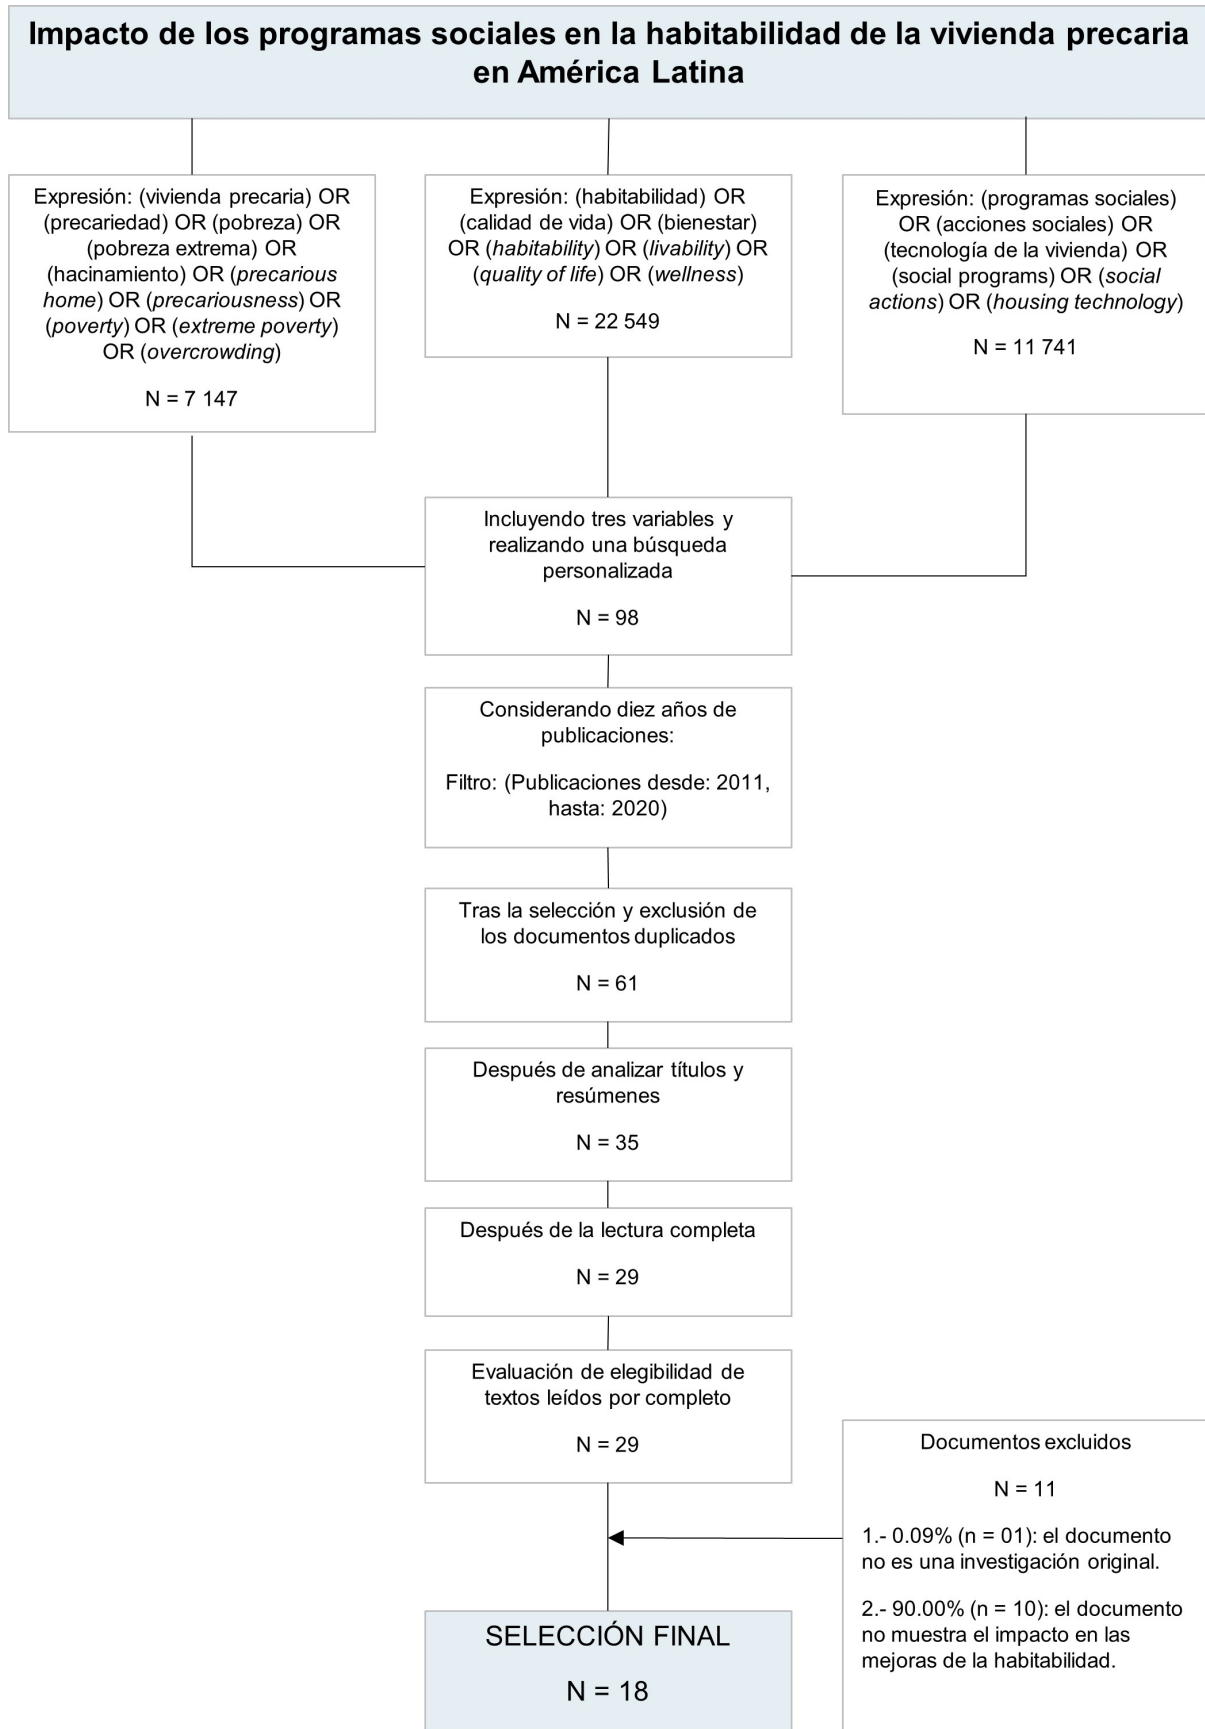 Impacto de los programas sociales en la habitabilidad de la vivienda precaria
en América Latina
Expresión: (vivienda precaria) OR
(precariedad) OR (pobreza) OR
(pobreza extrema) OR
(hacinamiento) OR (precarious
home) OR (precariousness) OR
(poverty) OR (extreme poverty)
OR (overcrowding)
N = 7 147
Expresión: (habitabilidad) OR
(calidad de vida) OR (bienestar)
OR (habitability) OR (livability) OR
(quality of life) OR (wellness)
N = 22 549
Expresión: (programas sociales)
OR (acciones sociales) OR
(tecnología de la vivienda) OR
(social programs) OR (social
actions) OR (housing technology)
N = 11 741
Incluyendo tres variables y
realizando una búsqueda
personalizada
N = 98
Considerando diez años de
publicaciones:
Filtro: (Publicaciones desde: 2011,
hasta: 2020)
Tras la selección y exclusión de
los documentos duplicados
N = 61
Después de analizar títulos y
resúmenes
N = 35
Después de la lectura completa
N = 29
Evaluación de elegibilidad de
textos leídos por completo
N = 29
Documentos excluidos
N = 11
1.- 0.09% (n = 01): el documento
no es una investigación original.
2.- 90.00% (n = 10): el documento
no muestra el impacto en las
mejoras de la habitabilidad.
SELECCIÓN FINAL
N = 18